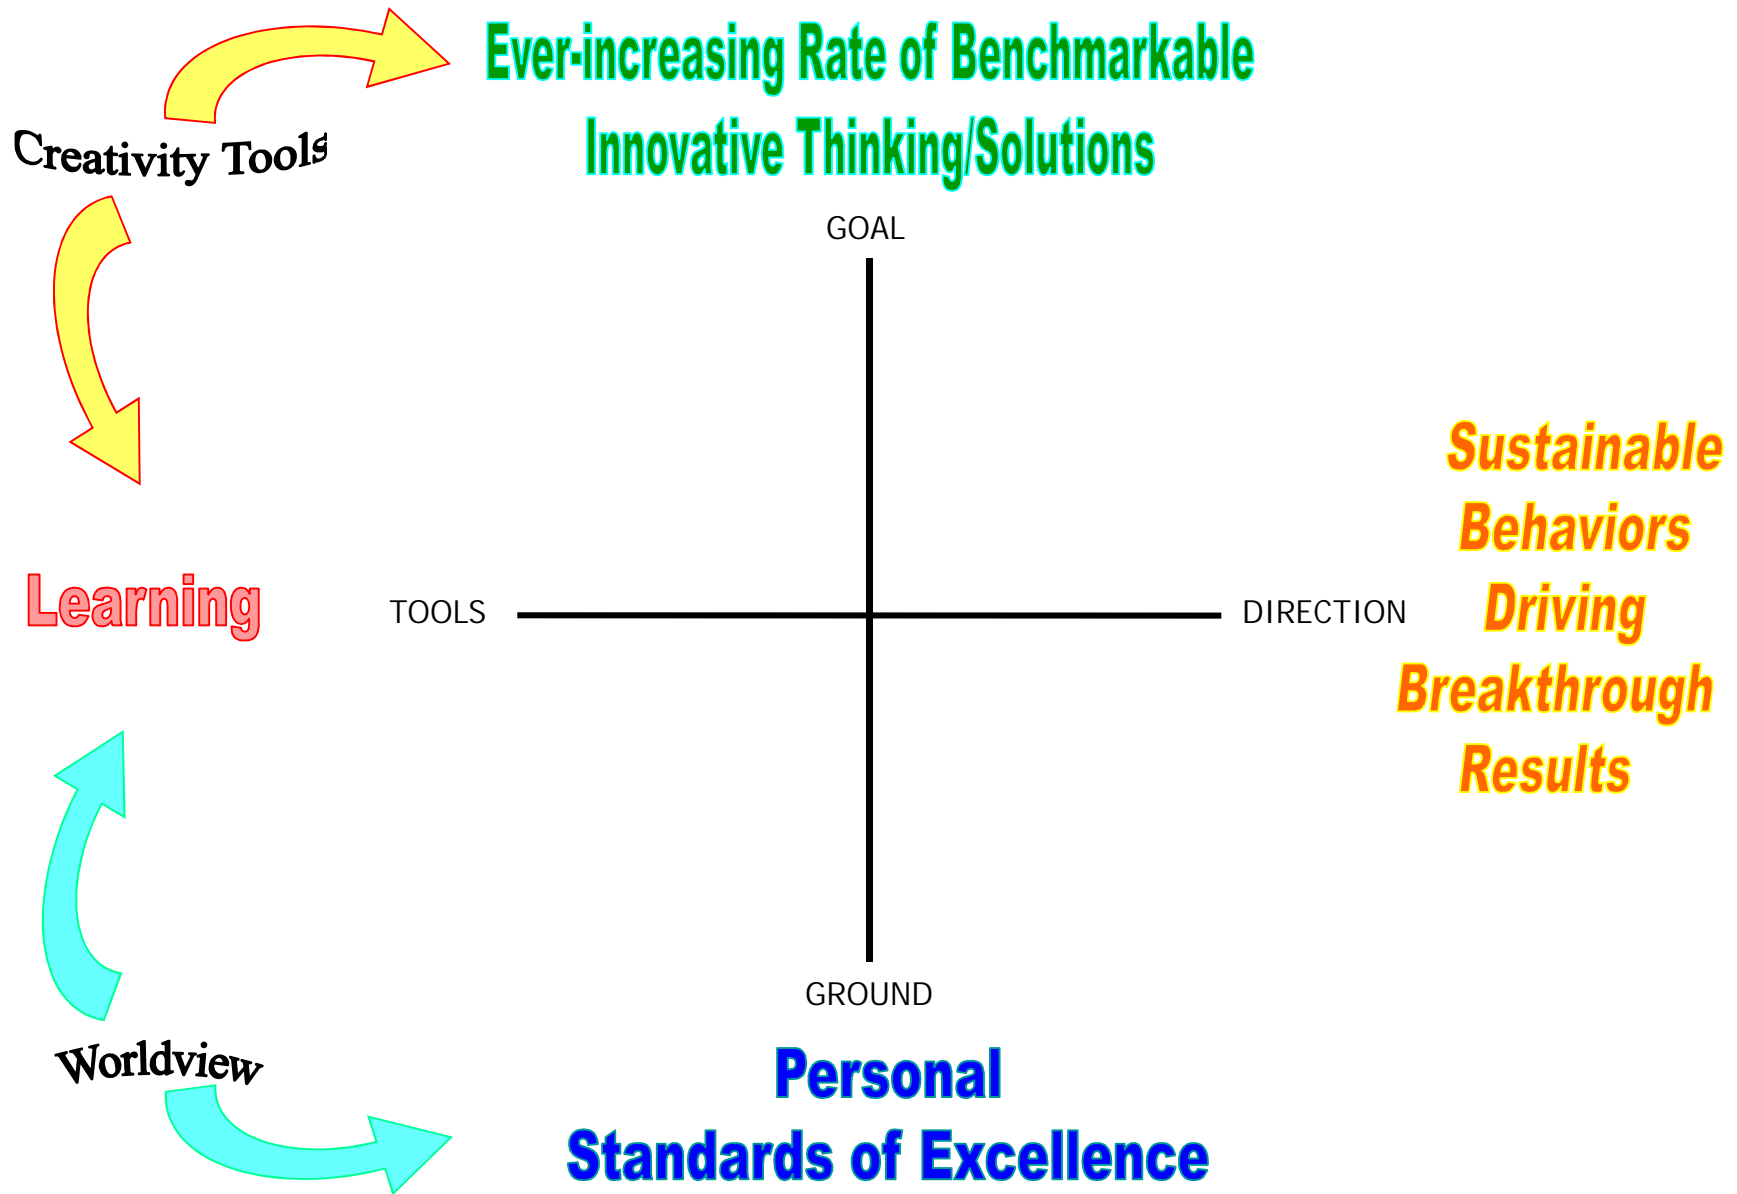 Ever-increasing Rate of Benchmarkable
Innovative Thinking/Solutions
Creativity Tools
GOAL
Sustainable
Behaviors
Driving
Breakthrough
Results
Learning
TOOLS
DIRECTION
GROUND
Worldview
Personal
Standards of Excellence